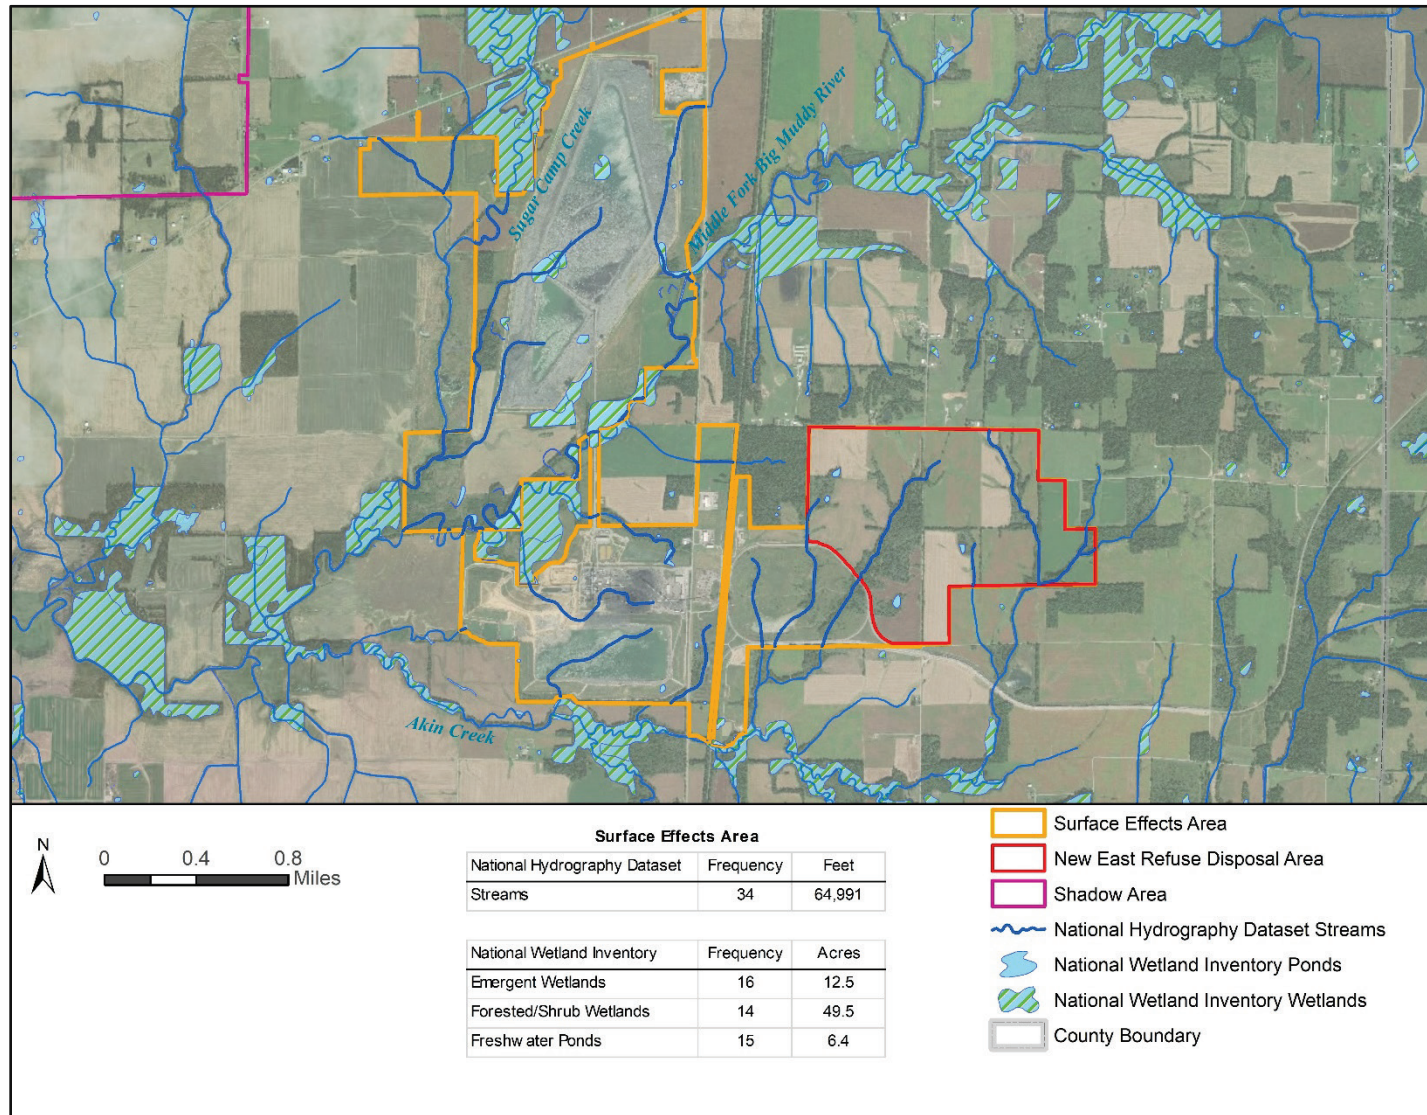 Sugar Camp Creek
Middle Fork Big Muddy River
Akin Creek
N
0 0.4 0.8
Miles
Surface Effects Area
National Hydrography Dataset Frequency Feet
Streams 34 64,991
National Wetland Inventory Frequency Acres
Emergent Wetlands 16 12.5
Forested/Shrub Wetlands 14 49.5
Freshwater Ponds 15 6.4
Surface Effects Area
New East Refuse Disposal Area
Shadow Area
National Hydrography Dataset Streams
National Wetland Inventory Ponds
National Wetland Inventory Wetlands
County Boundary